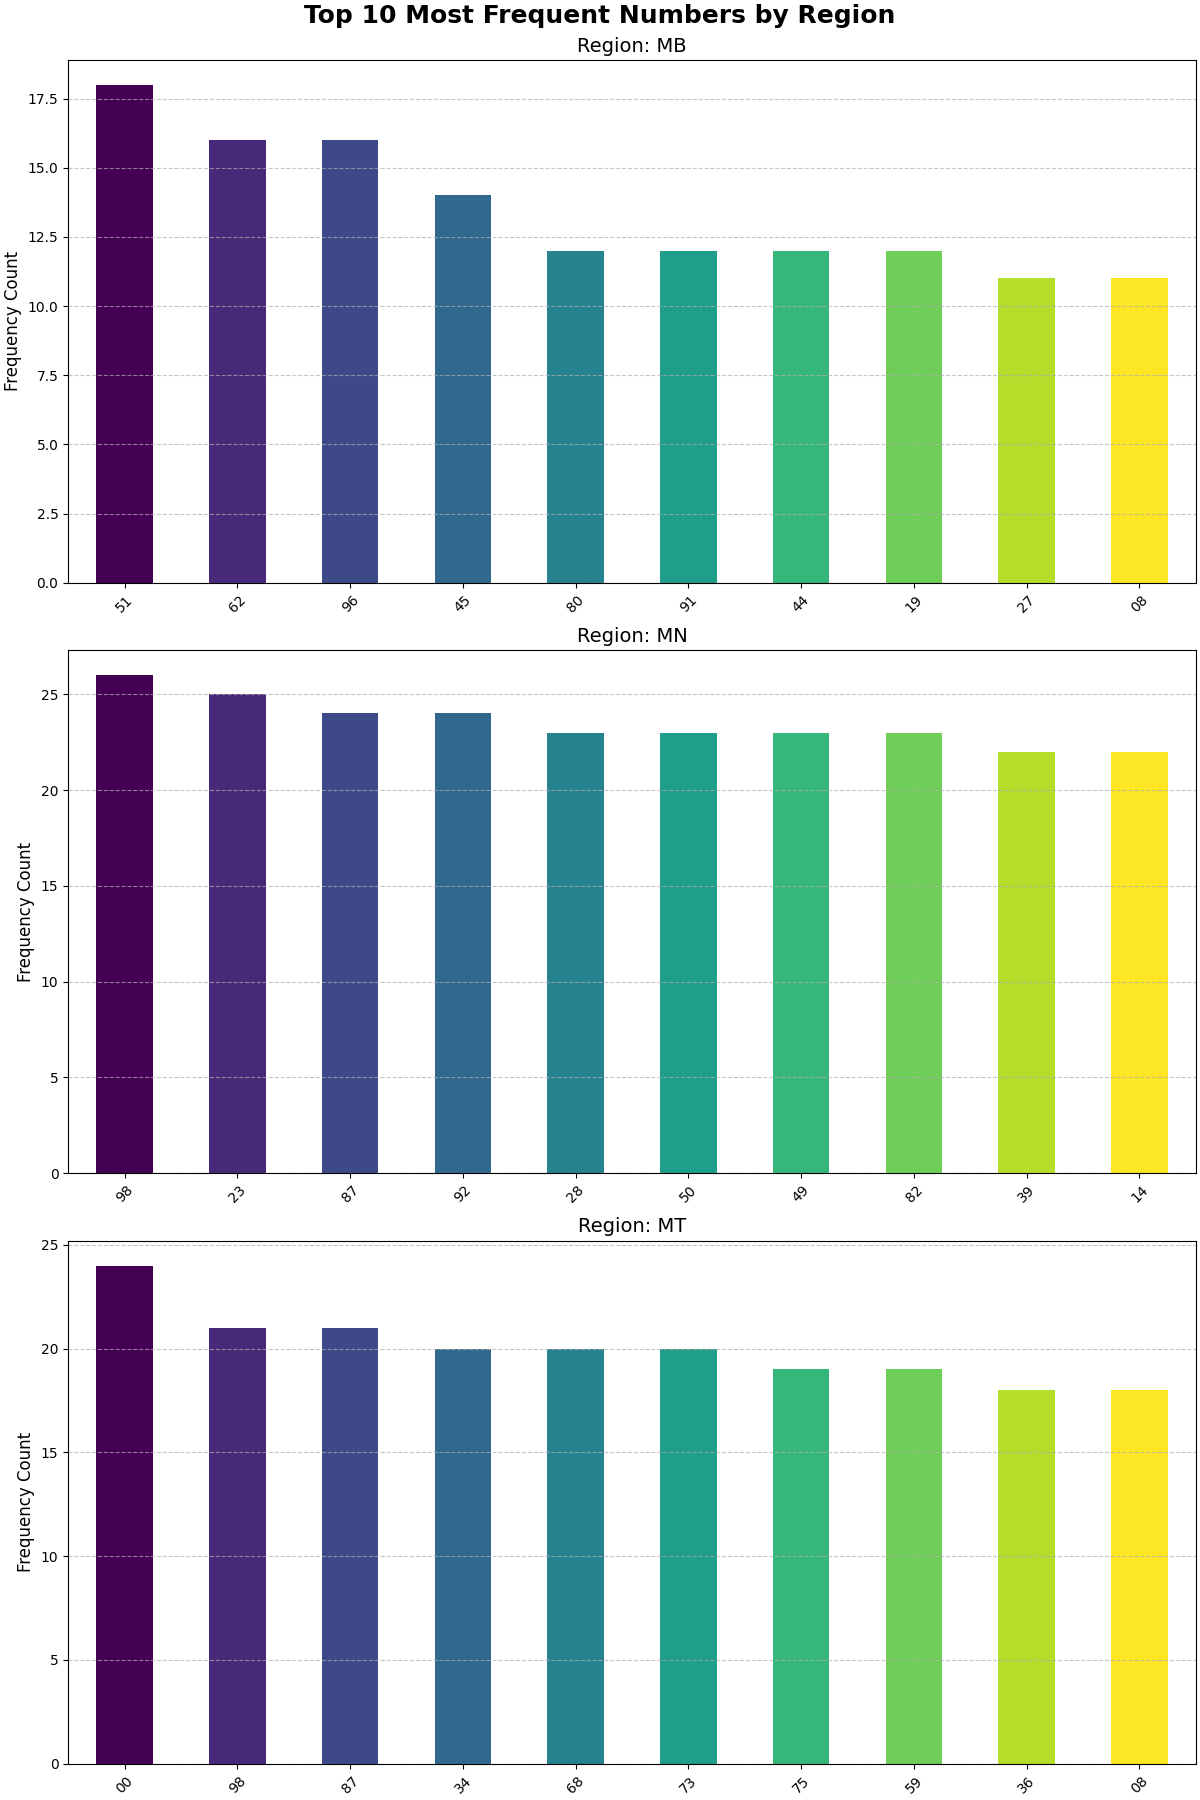 Top 10 Most Frequent Numbers by Region
Region: MB
Frequency Count
17.5
15.0
12.5
10.0
7.5
5.0
2.5
0.0
51 62 96 45 80 91 44 19 27 08
Region: MN
Frequency Count
25
20
15
10
5
0
98 23 87 92 28 50 49 82 39 14
Region: MT
Frequency Count
25
20
15
10
5
0
00 98 87 34 68 73 75 59 36 08